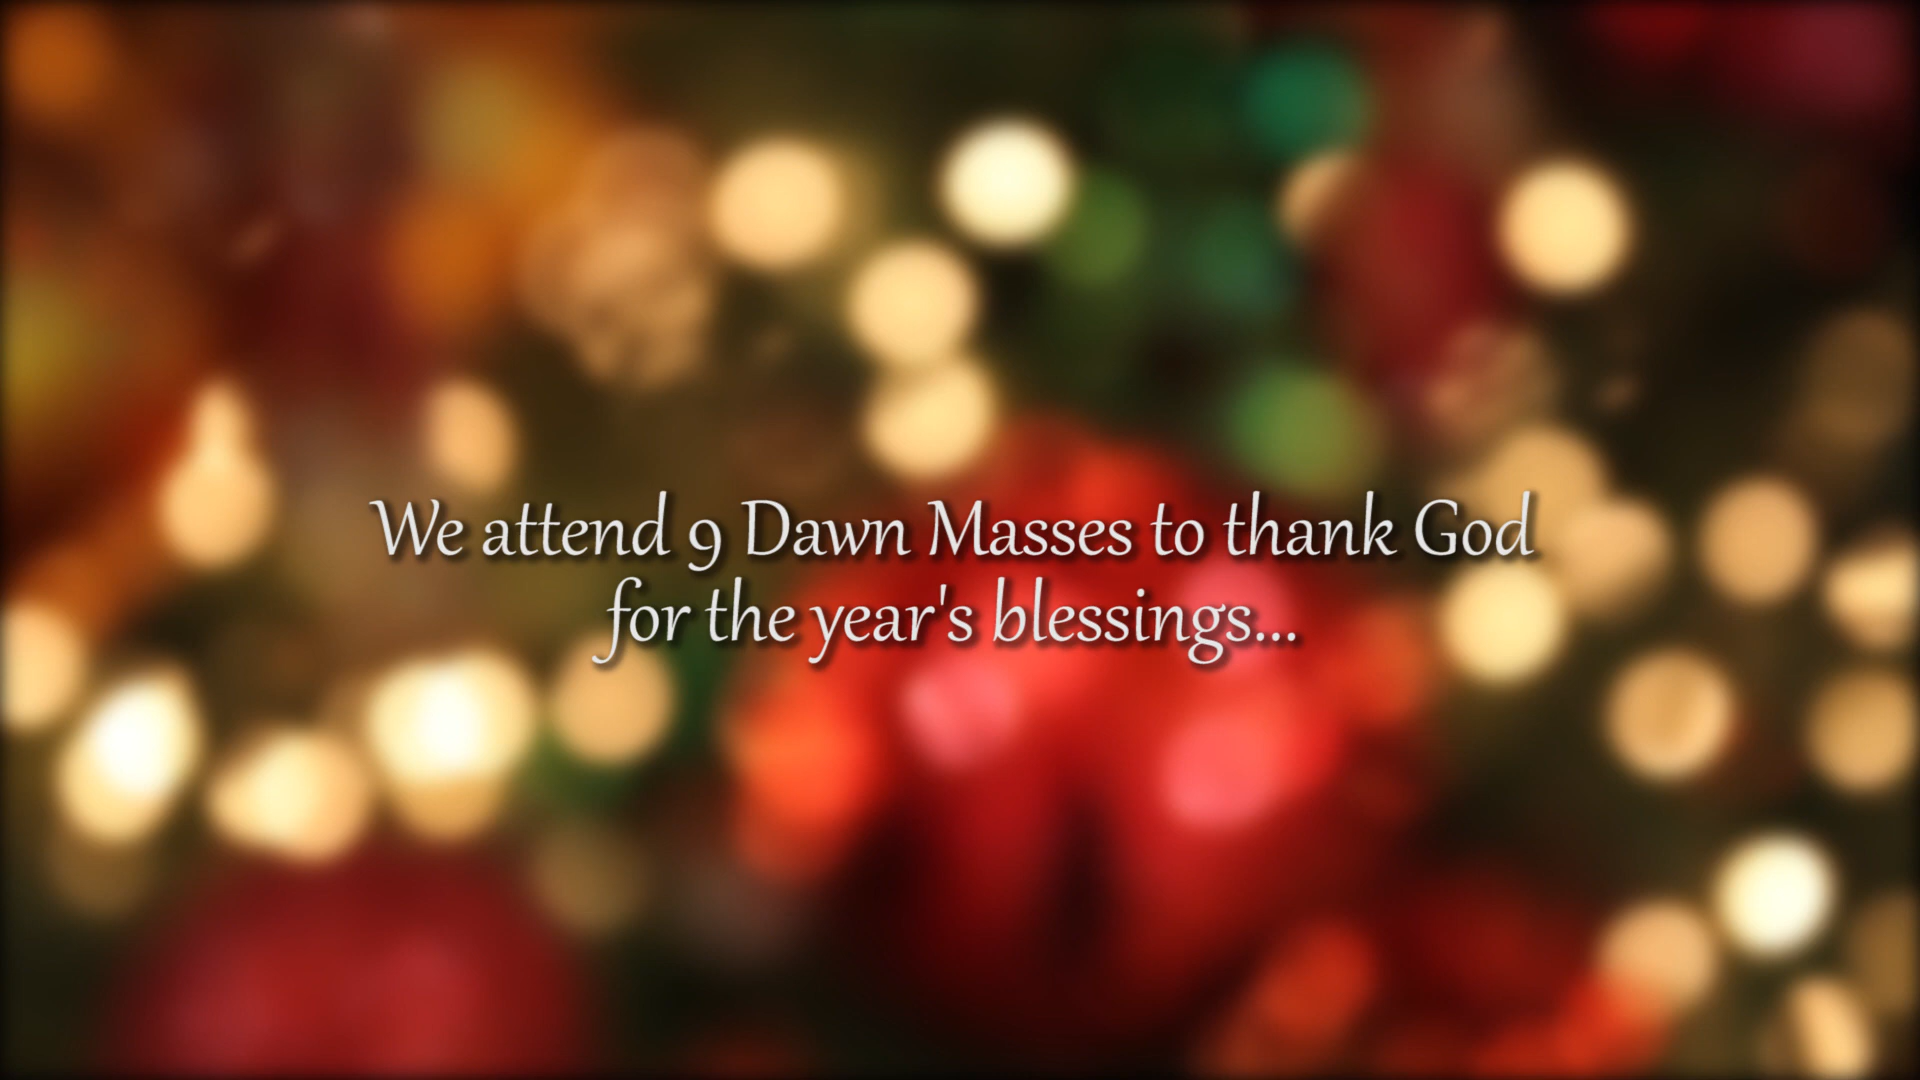 We attend 9 Dawn Masses to thank God
for the year's blessings...